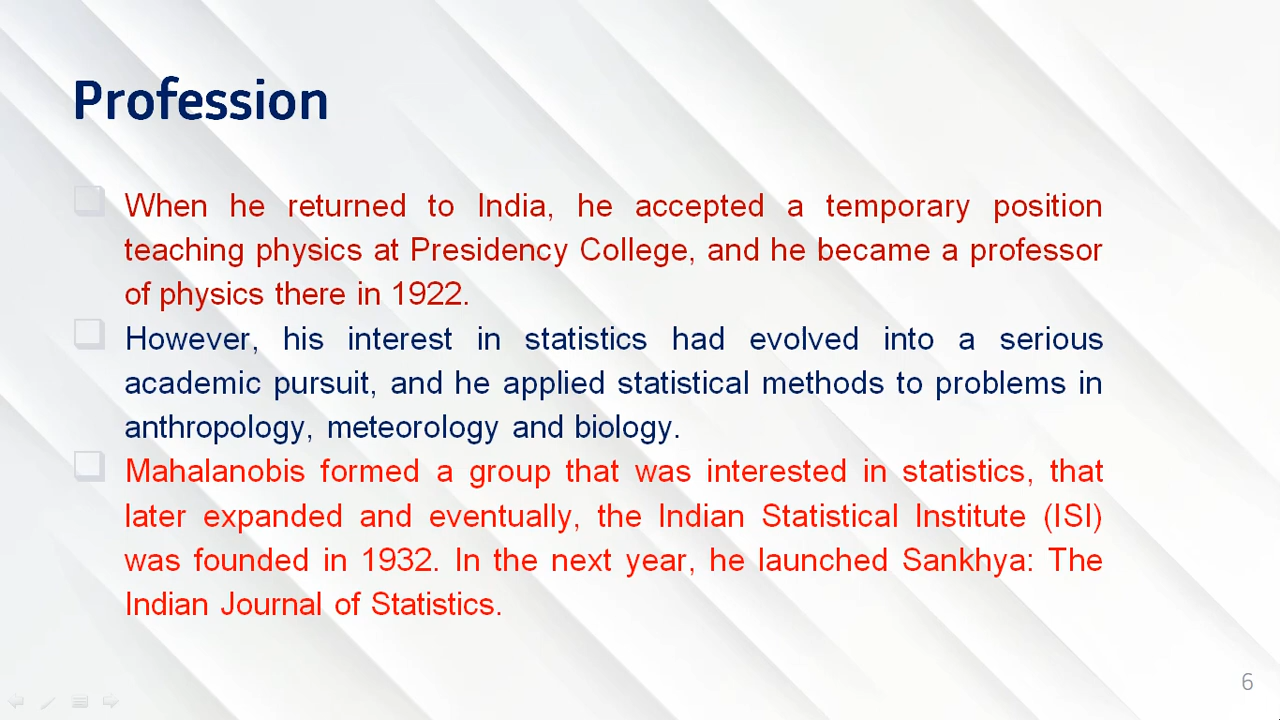 Profession
When he returned to India, he accepted a temporary position
teaching physics at Presidency College, and he became a professor
of physics there in 1922.
However, his interest in statistics had evolved into a serious
academic pursuit, and he applied statistical methods to problems in
anthropology, meteorology and biology.
Mahalanobis formed a group that was interested in statistics, that
later expanded and eventually, the Indian Statistical Institute (ISI)
was founded in 1932. In the next year, he launched Sankhya: The
Indian Journal of Statistics.
6